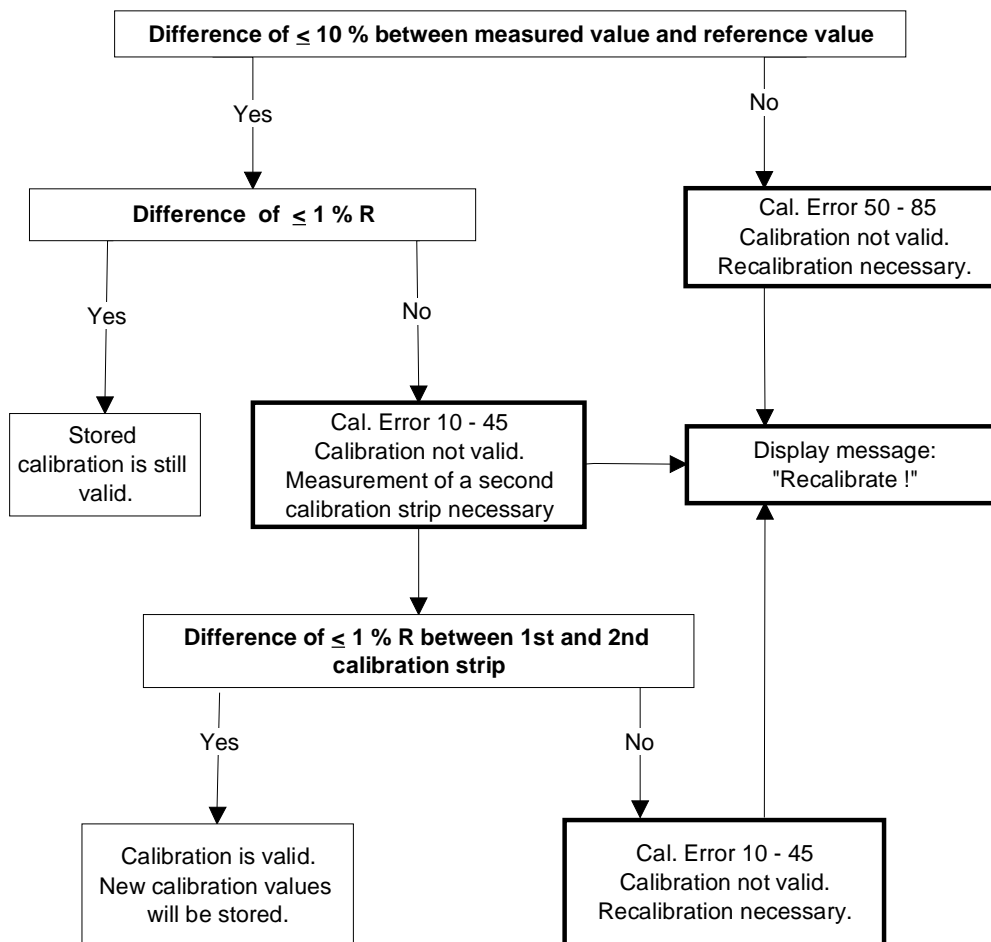 Difference of ≤ 10 % between measured value and reference value
Yes
No
Difference of ≤ 1 % R
Cal. Error 50 - 85
Calibration not valid.
Recalibration necessary.
Yes
No
Stored
calibration is still
valid.
Cal. Error 10 - 45
Calibration not valid.
Measurement of a second
calibration strip necessary
Display message:
"Recalibrate !"
Difference of ≤ 1 % R between 1st and 2nd
calibration strip
Yes
No
Calibration is valid.
New calibration values
will be stored.
Cal. Error 10 - 45
Calibration not valid.
Recalibration necessary.